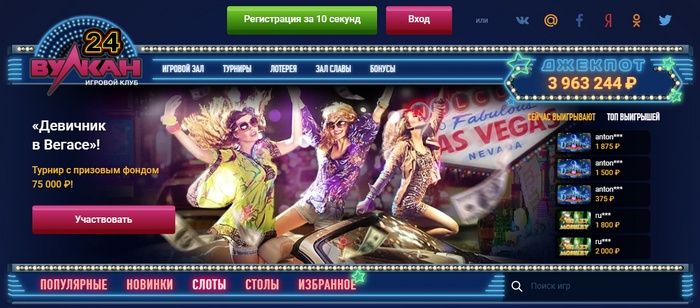 Регистрация за 10 секунд
Вход
или
24
ВУЛКАН
ИГРОВОЙ КЛУБ
ИГРОВОЙ ЗАЛ
ТУРНИРЫ
ЛОТЕРЕЯ
ЗАЛ СЛАВЫ
БОНУСЫ
ДЖЕКПОТ
3 963 244 ₽
«Девичник
в Вегасе»!
Турнир с призовым фондом
75 000 ₽!
Участвовать
Fabulous
LAS VEGAS
NEVADA
СЕЙЧАС ВЫИГРЫВАЮТ
ТОП ВЫИГРЫШЕЙ
anton***
1 875 ₽
anton***
1 500 ₽
anton***
375 ₽
ru***
1 800 ₽
ru***
2 000 ₽
ПОПУЛЯРНЫЕ
НОВИНКИ
СЛОТЫ
СТОЛЫ
ИЗБРАННОЕ
Поиск игр